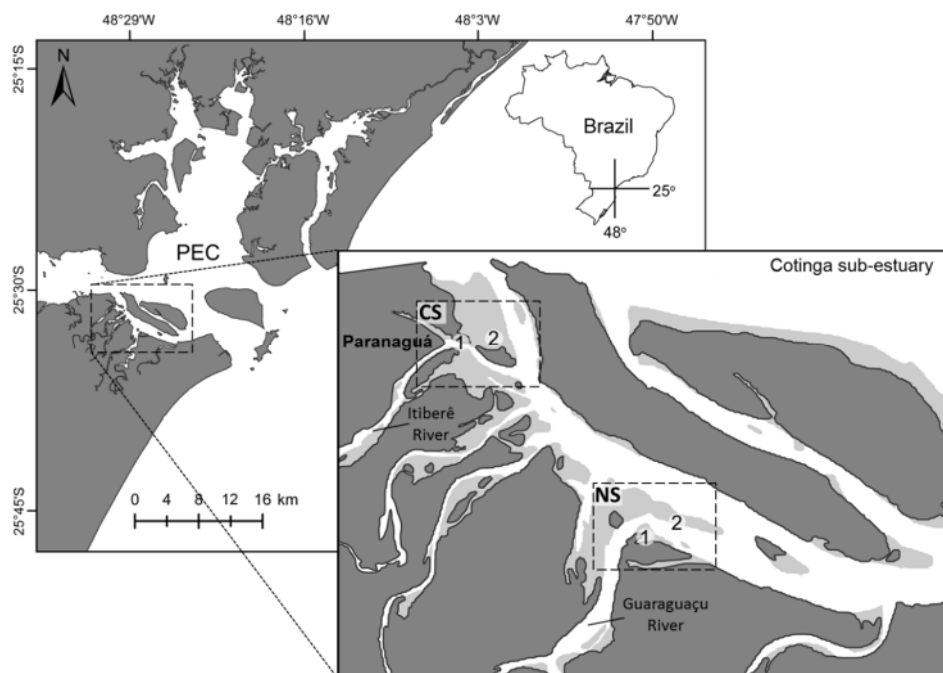 48°29'W
48°16'W
48°3'W
47°50'W
25°15'S
25°30'S
25°45'S
N
Brazil
25°
48°
PEC
0 4 8 12 16 km
Cotinga sub-estuary
CS
1
2
Paranaguá
Itiberê
River
NS
2
1
Guaraguaçu
River